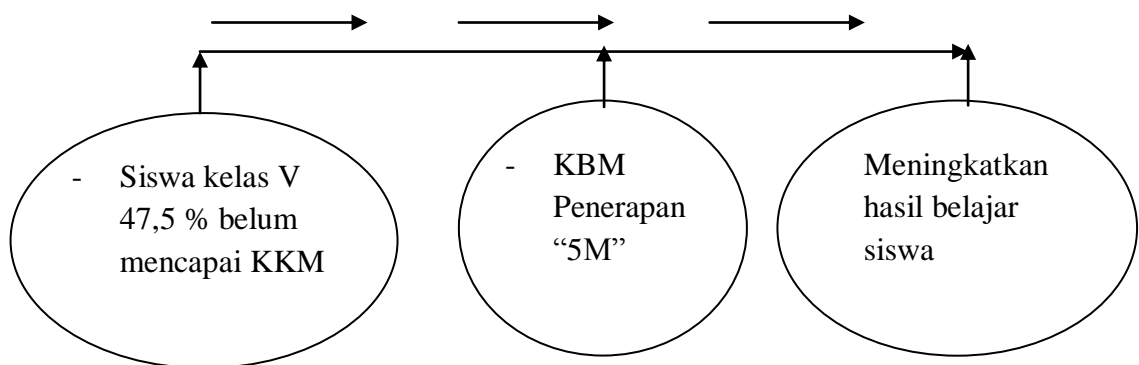 - Siswa kelas V
47,5 % belum
mencapai KKM
- KBM
Penerapan
“5M”
Meningkatkan
hasil belajar
siswa